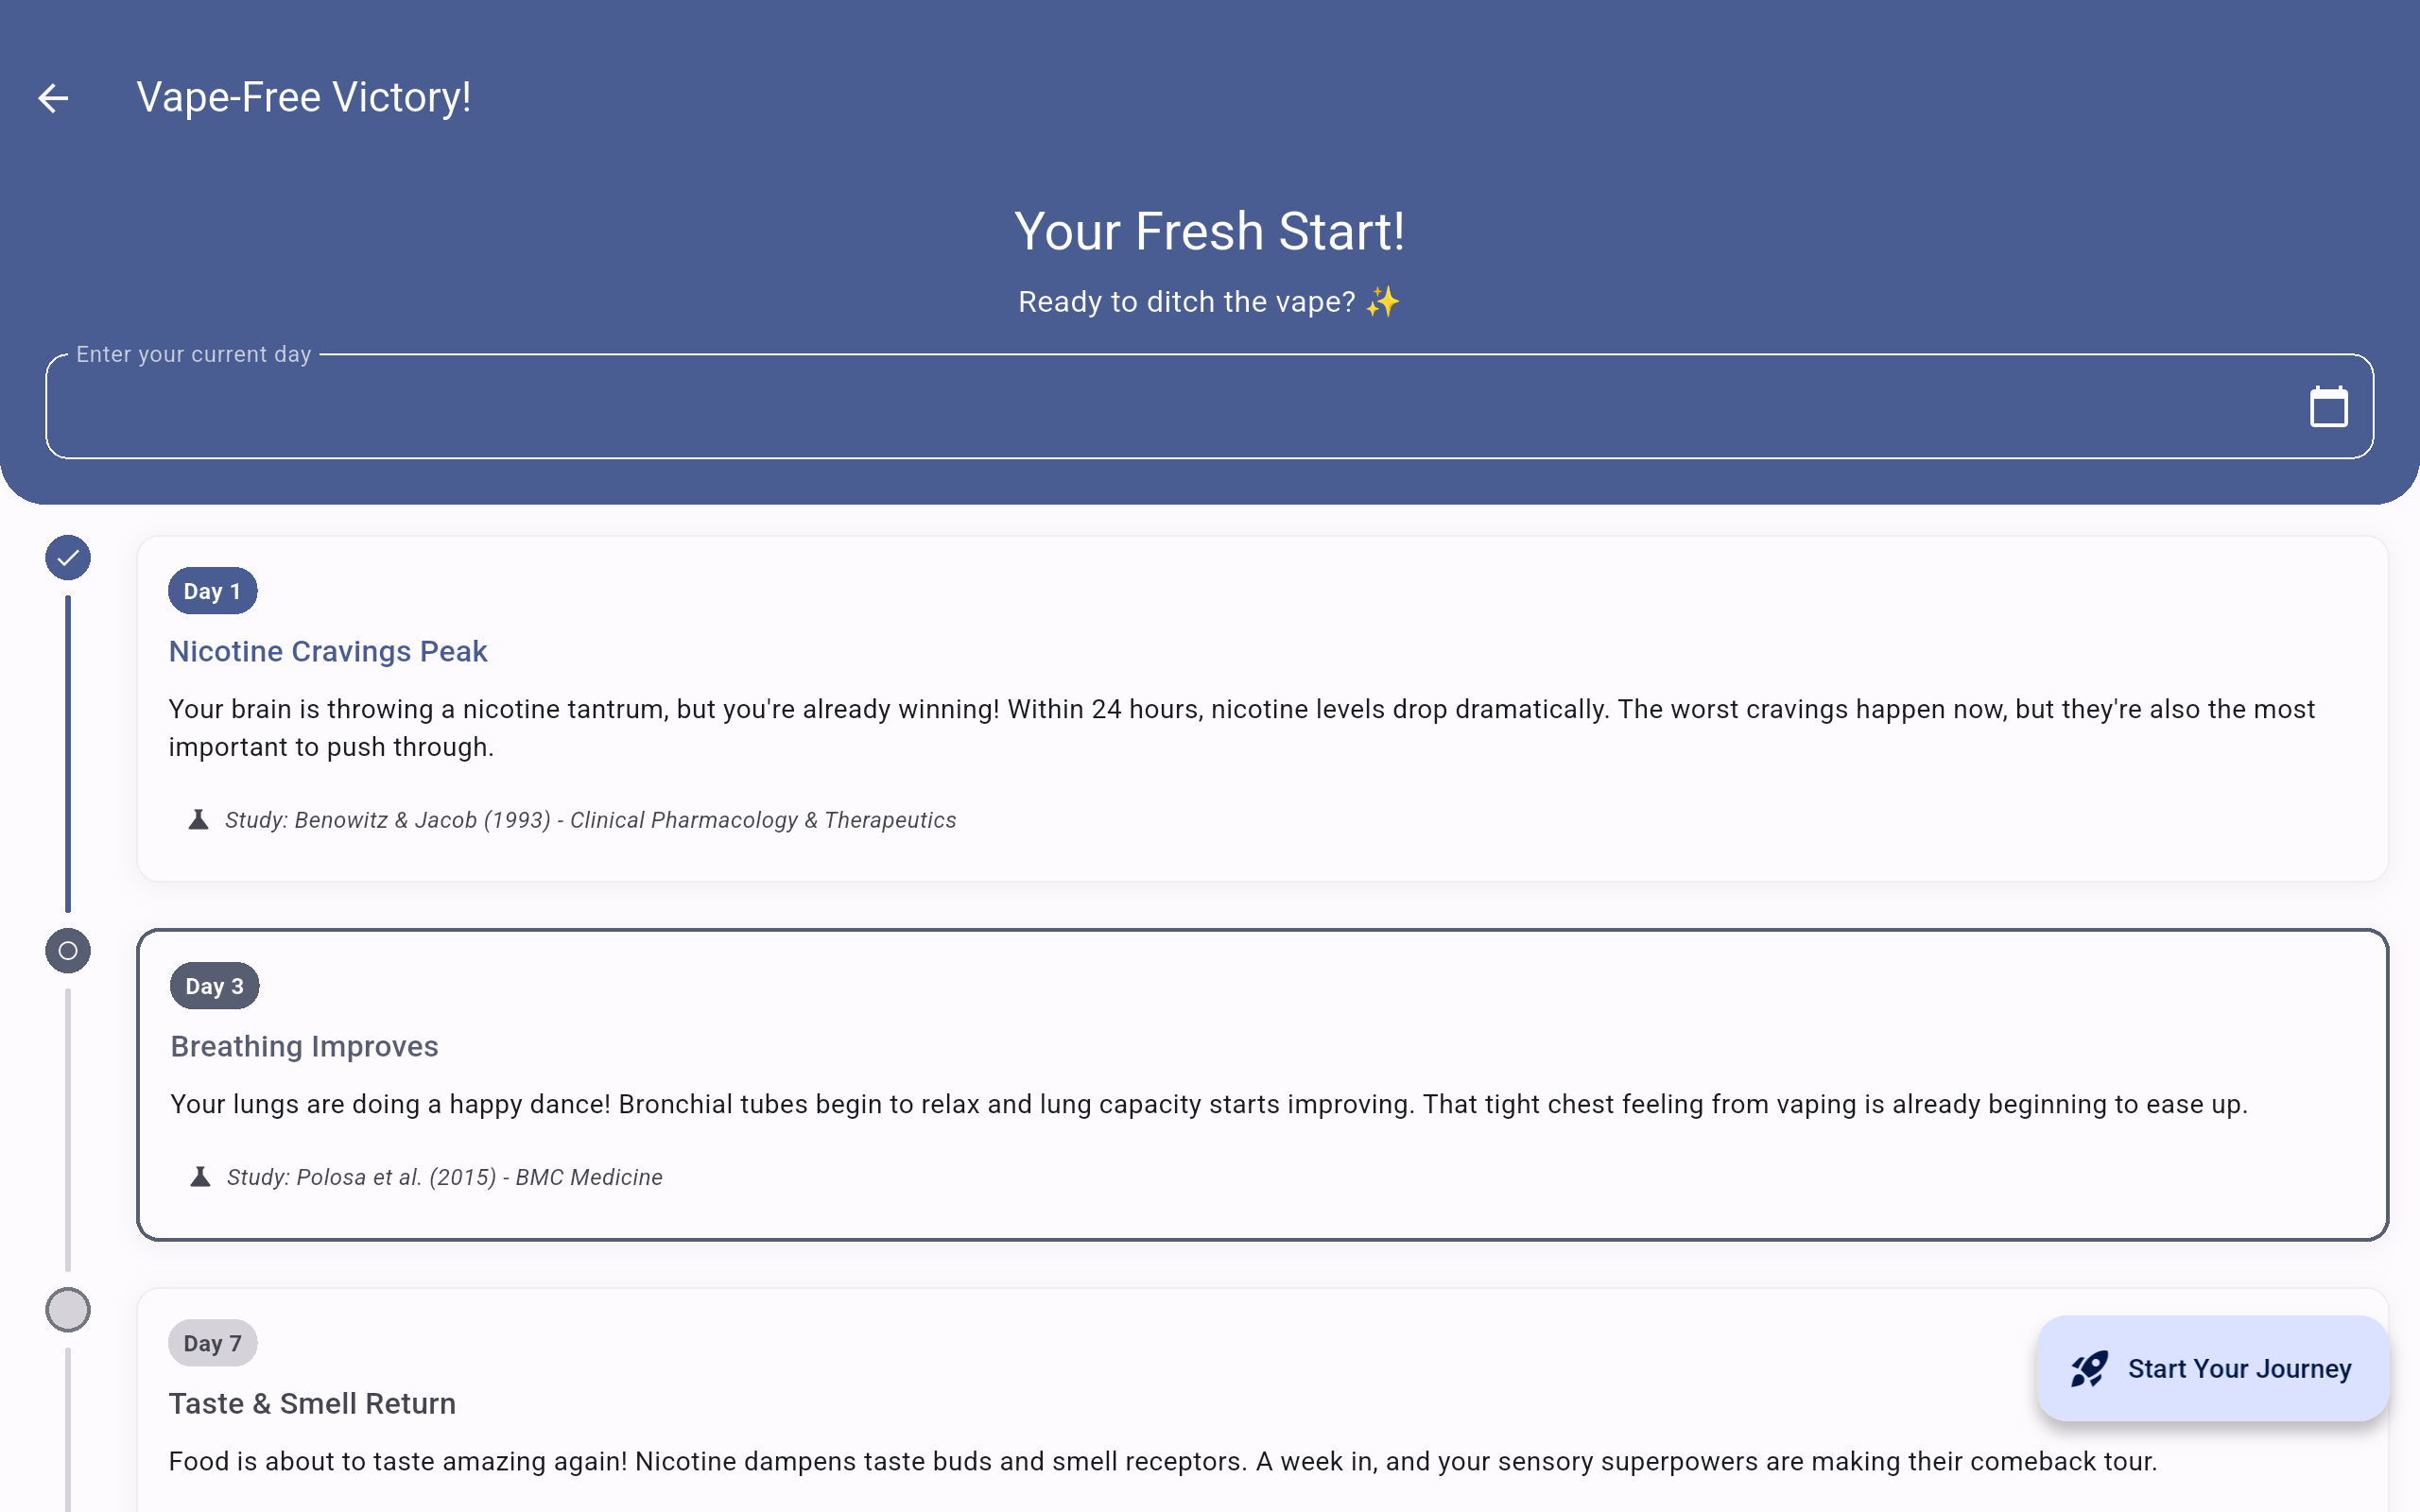 Vape-Free Victory!
Your Fresh Start!
Ready to ditch the vape? ✨
Enter your current day
Day 1
Nicotine Cravings Peak
Your brain is throwing a nicotine tantrum, but you're already winning! Within 24 hours, nicotine levels drop dramatically. The worst cravings happen now, but they're also the most
important to push through.
Study: Benowitz & Jacob (1993) - Clinical Pharmacology & Therapeutics
Day 3
Breathing Improves
Your lungs are doing a happy dance! Bronchial tubes begin to relax and lung capacity starts improving. That tight chest feeling from vaping is already beginning to ease up.
Study: Polosa et al. (2015) - BMC Medicine
Day 7
Taste & Smell Return
Start Your Journey
Food is about to taste amazing again! Nicotine dampens taste buds and smell receptors. A week in, and your sensory superpowers are making their comeback tour.